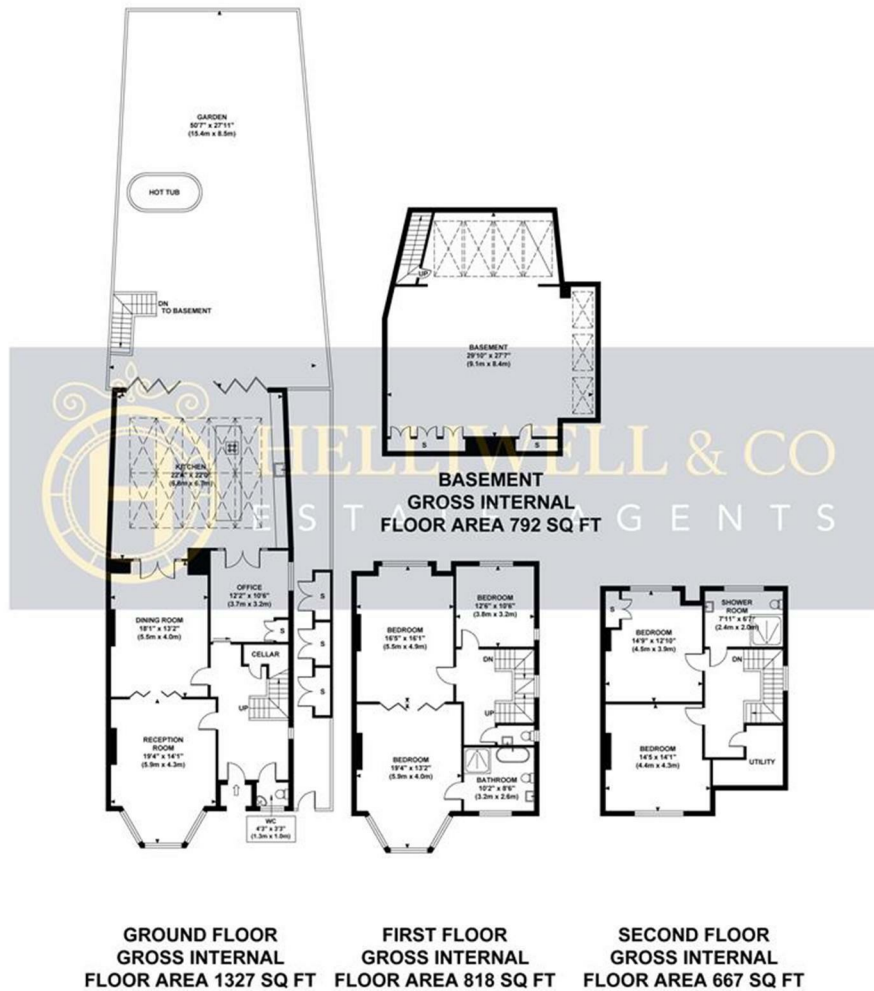 GARDEN
50'7" x 27'11"
(15.4m x 8.5m)
HOT TUB
DN
TO BASEMENT
UP
BASEMENT
29'10" x 27'7"
(9.1m x 8.4m)
S
S
HELLIWELL & CO
ESTATE AGENTS
BASEMENT
GROSS INTERNAL
FLOOR AREA 792 SQ FT
KITCHEN
22'4" x 22'0"
(6.8m x 6.7m)
OFFICE
12'2" x 10'6"
(3.7m x 3.2m)
S
DINING ROOM
18'1" x 13'2"
(5.5m x 4.0m)
CELLAR
S
S
S
UP
RECEPTION
ROOM
19'4" x 14'1"
(5.9m x 4.3m)
WC
4'3" x 3'3"
(1.3m x 1.0m)
BEDROOM
12'6" x 10'6"
(3.8m x 3.2m)
BEDROOM
16'5" x 16'1"
(5.5m x 4.9m)
DN
UP
BEDROOM
19'4" x 13'2"
(5.9m x 4.0m)
BATHROOM
10'2" x 8'6"
(3.2m x 2.6m)
S
SHOWER
ROOM
7'11" x 6'7"
(2.4m x 2.0m)
BEDROOM
14'9" x 12'10"
(4.5m x 3.9m)
DN
BEDROOM
14'5" x 14'1"
(4.4m x 4.3m)
UTILITY
GROUND FLOOR
GROSS INTERNAL
FLOOR AREA 1327 SQ FT
FIRST FLOOR
GROSS INTERNAL
FLOOR AREA 818 SQ FT
SECOND FLOOR
GROSS INTERNAL
FLOOR AREA 667 SQ FT